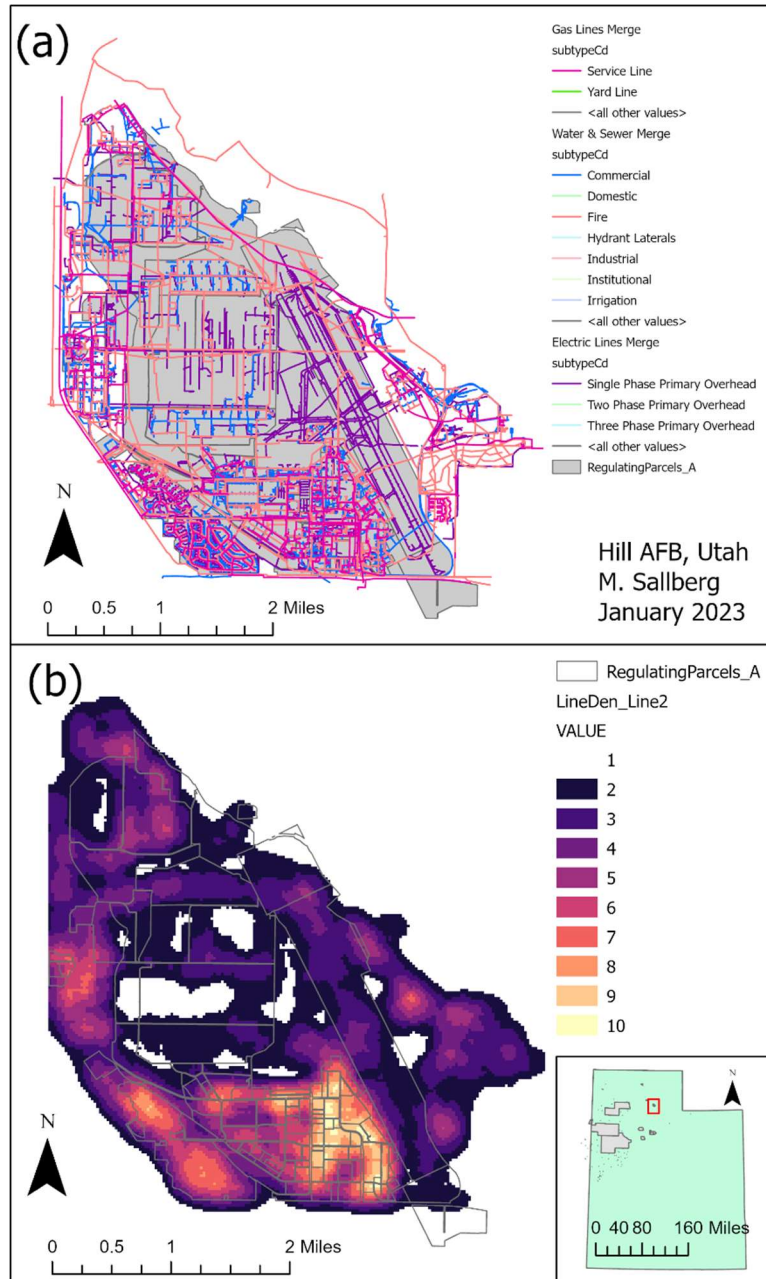 (a)
Gas Lines Merge
subtypeCd
Service Line
Yard Line
<all other values>
Water & Sewer Merge
subtypeCd
Commercial
Domestic
Fire
Hydrant Laterals
Industrial
Institutional
Irrigation
<all other values>
Electric Lines Merge
subtypeCd
Single Phase Primary Overhead
Two Phase Primary Overhead
Three Phase Primary Overhead
<all other values>
RegulatingParcels_A
N
0 0.5 1 2 Miles
Hill AFB, Utah
M. Sallberg
January 2023
(b)
RegulatingParcels_A
LineDen_Line2
VALUE
1
2
3
4
5
6
7
8
9
10
N
0 0.5 1 2 Miles
N
0 40 80 160 Miles